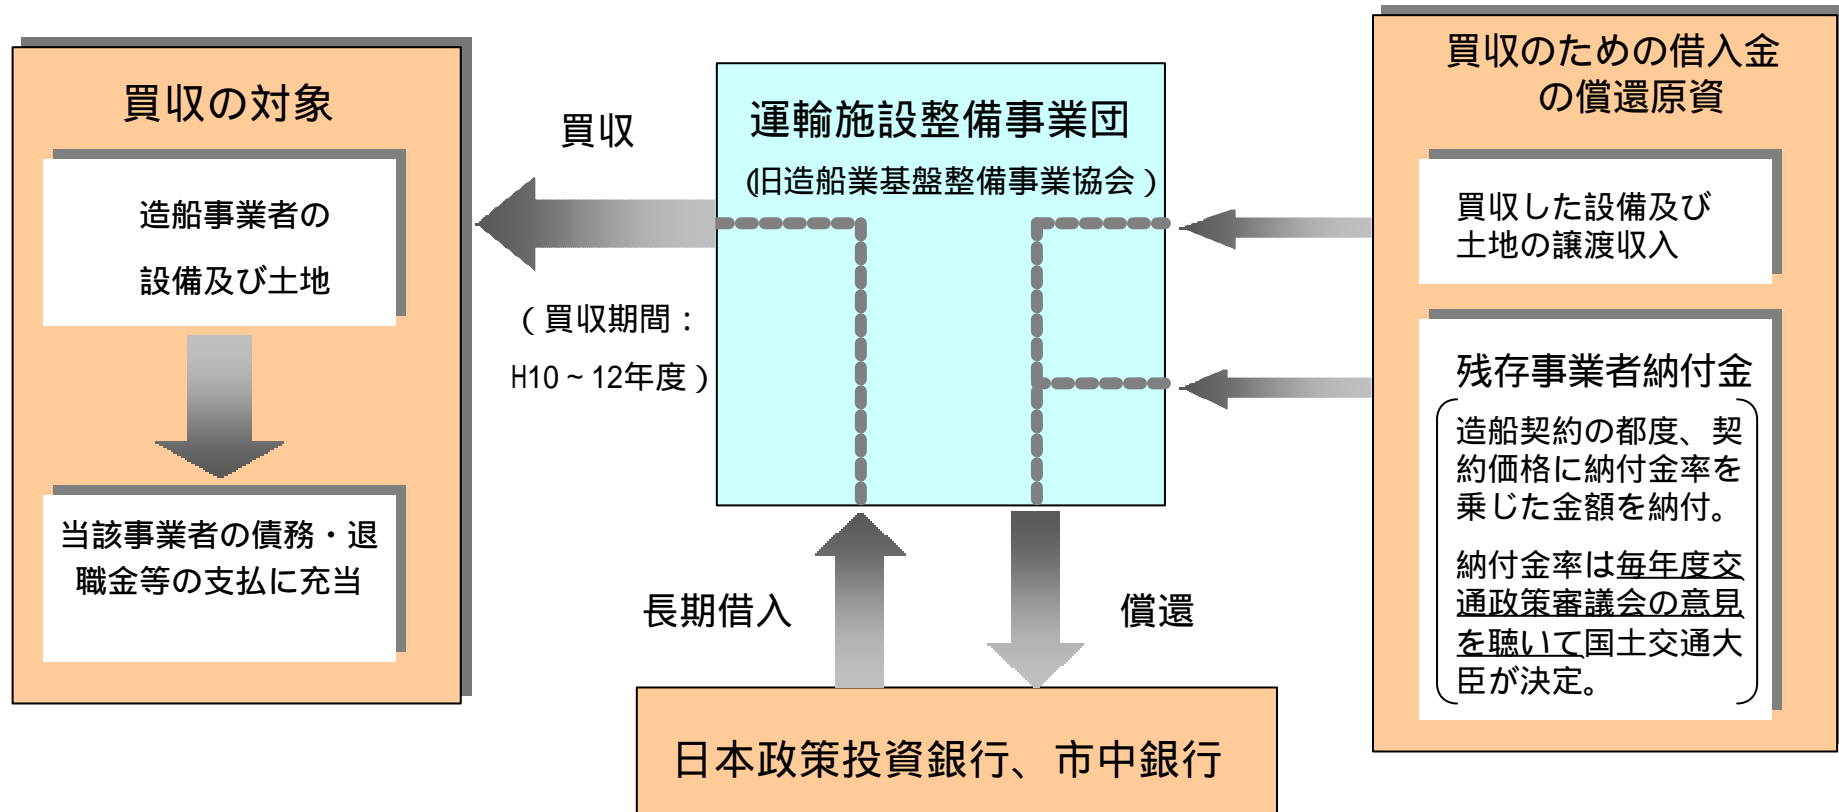 買収の対象
造船事業者の
設備及び土地
当該事業者の債務・退
職金等の支払に充当
買収
（買収期間：
H10～12年度）
運輸施設整備事業団
(旧造船業基盤整備事業協会）
長期借入
償還
日本政策投資銀行、市中銀行
買収のための借入金
の償還原資
買収した設備及び
土地の譲渡収入
残存事業者納付金
造船契約の都度、契
約価格に納付金率を
乗じた金額を納付。
納付金率は毎年度交
通政策審議会の意見
を聴いて国土交通大
臣が決定。